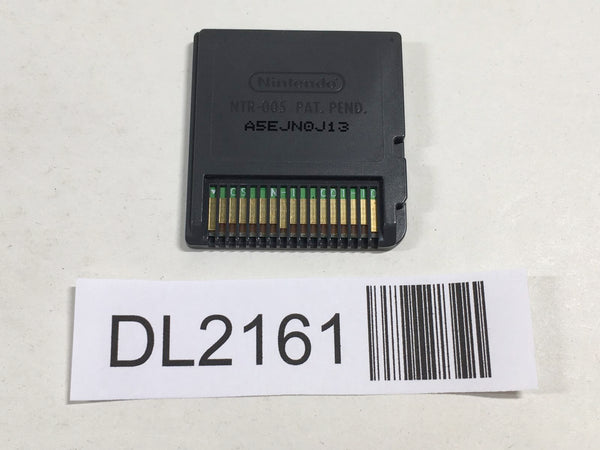 Nintendo
NTR-005 PAT. PEND.
A5EJN0J13
DL2161